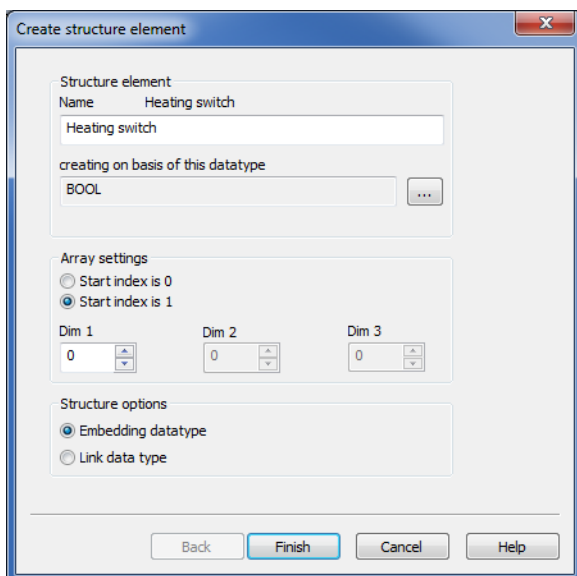 Create structure element
Structure element
Name Heating switch
Heating switch
creating on basis of this datatype
BOOL
...
Array settings
Start index is 0
Start index is 1
Dim 1 Dim 2 Dim 3
0 0 0
Structure options
Embedding datatype
Link data type
Back Finish Cancel Help